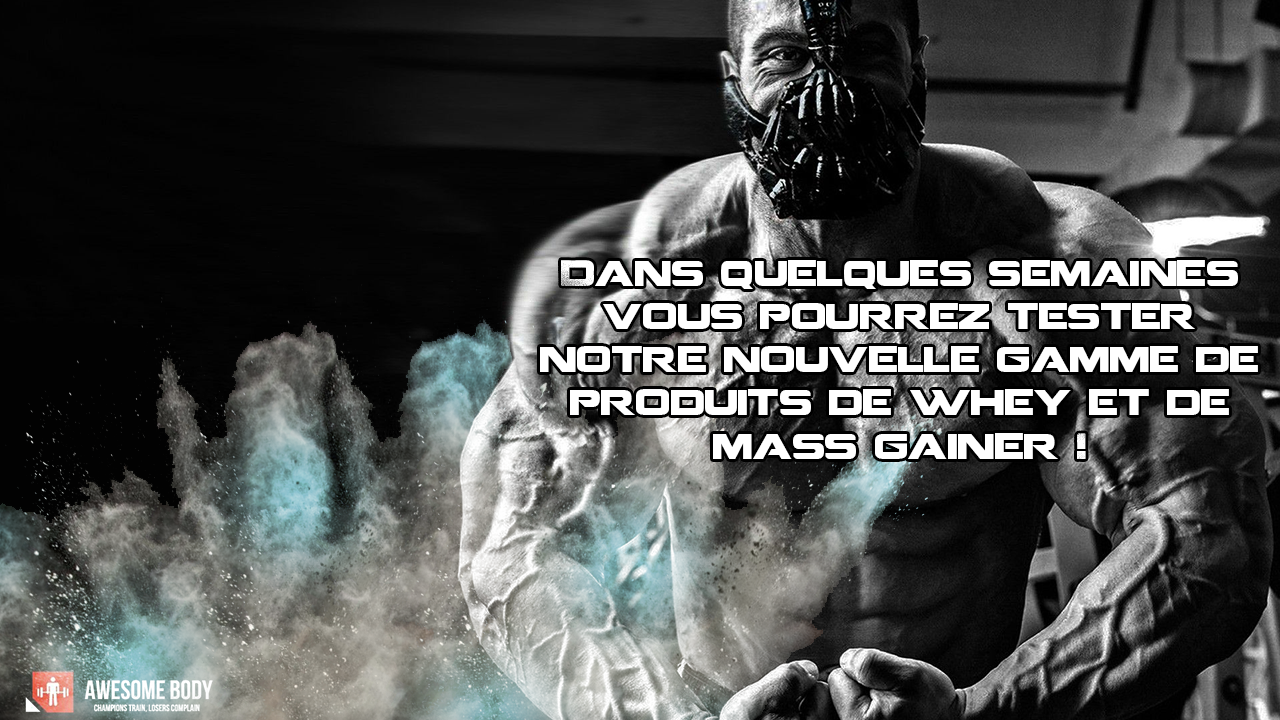 DANS QUELQUES SEMAINES
VOUS POURREZ TESTER
NOTRE NOUVELLE GAMME DE
PRODUITS DE WHEY ET DE
MASS GAINER !
AWESOME BODY
CHAMPIONS TRAIN, LOSERS COMPLAIN